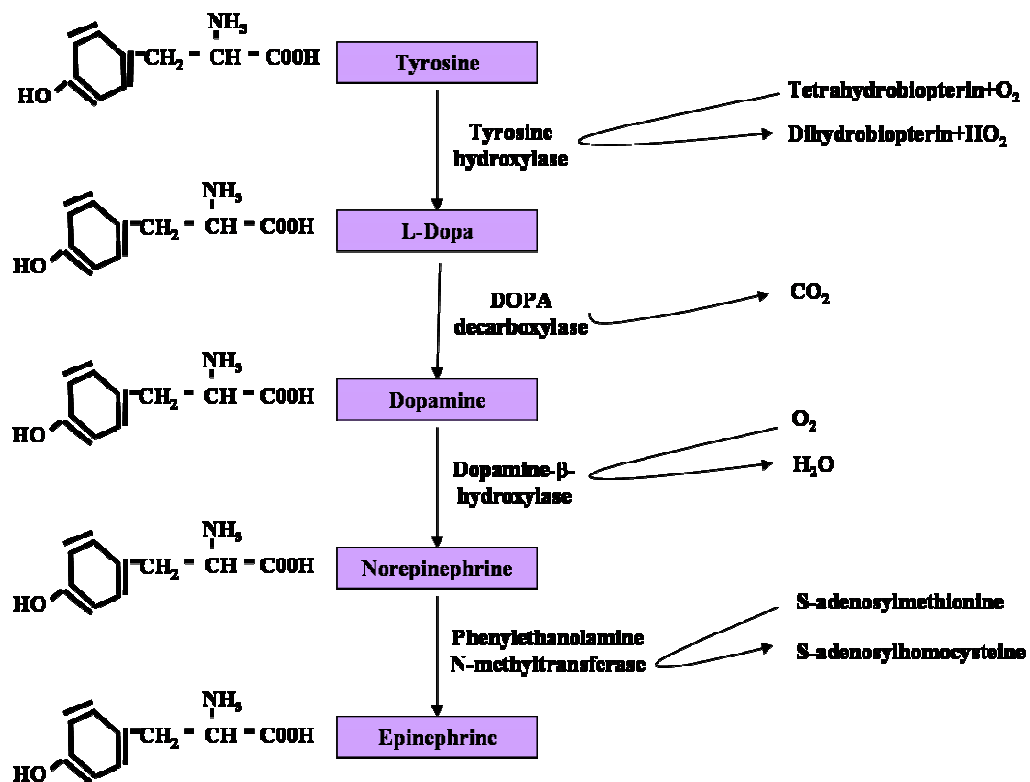 NH₃
HO
-CH₂ - CH - COOH
Tyrosine
Tetrahydrobiopterin+O₂
Tyrosine
hydroxylase
Dihydrobiopterin+HO₂
NH₃
HO
-CH₂ - CH - COOH
L-Dopa
DOPA
decarboxylase
CO₂
NH₃
HO
-CH₂ - CH - COOH
Dopamine
O₂
Dopamine-β-
hydroxylase
H₂O
NH₃
HO
-CH₂ - CH - COOH
Norepinephrine
S-adenosylmethionine
Phenylethanolamine
N-methyltransferase
S-adenosylhomocysteine
NH₃
HO
-CH₂ - CH - COOH
Epinephrine